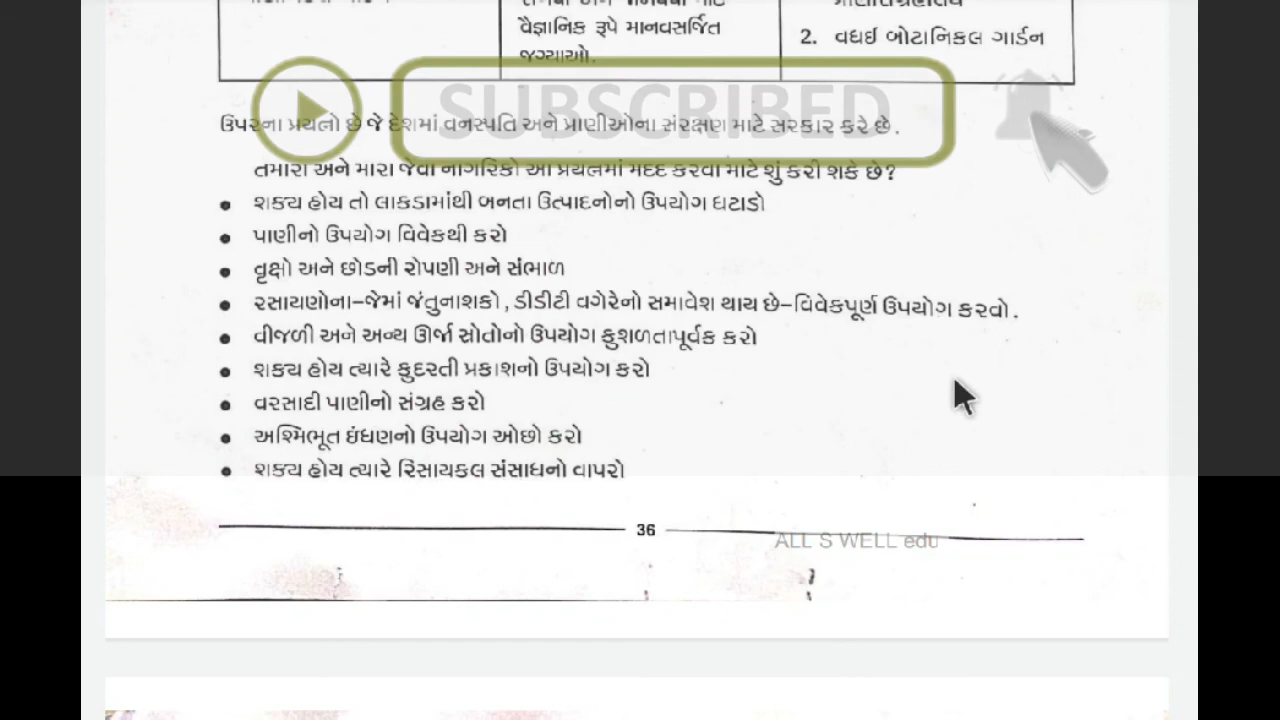 વૈજ્ઞાનિક રૂપે માનવસર્જિત
જગ્યાઓ.
2. વઘઈ બોટાનિકલ ગાર્ડન
SUBSCRIBED
ઉપરના પ્રયત્નો છે જે દેશમાં વનસ્પતિ અને પ્રાણીઓના સંરક્ષણ માટે સરકાર કરે છે.
તમારા અને મારા જેવા નાગરિકો આ પ્રયત્નમાં મદદ કરવા માટે શું કરી શકે છે?
• શક્ય હોય તો લાકડામાંથી બનતા ઉત્પાદનોનો ઉપયોગ ઘટાડો
• પાણીનો ઉપયોગ વિવેકથી કરો
• વૃક્ષો અને છોડની રોપણી અને સંભાળ
• રસાયણોના–જેમાં જંતુનાશકો, ડીડીટી વગેરેનો સમાવેશ થાય છે–વિવેકપૂર્ણ ઉપયોગ કરવો.
• વીજળી અને અન્ય ઊર્જા સોતોનો ઉપયોગ કુશળતાપૂર્વક કરો
• શક્ય હોય ત્યારે કુદરતી પ્રકાશનો ઉપયોગ કરો
• વરસાદી પાણીનો સંગ્રહ કરો
• અશ્મિભૂત ઇંધણનો ઉપયોગ ઓછો કરો
• શક્ય હોય ત્યારે રિસાયકલ સંસાધનો વાપરો
36
ALL S WELL edu